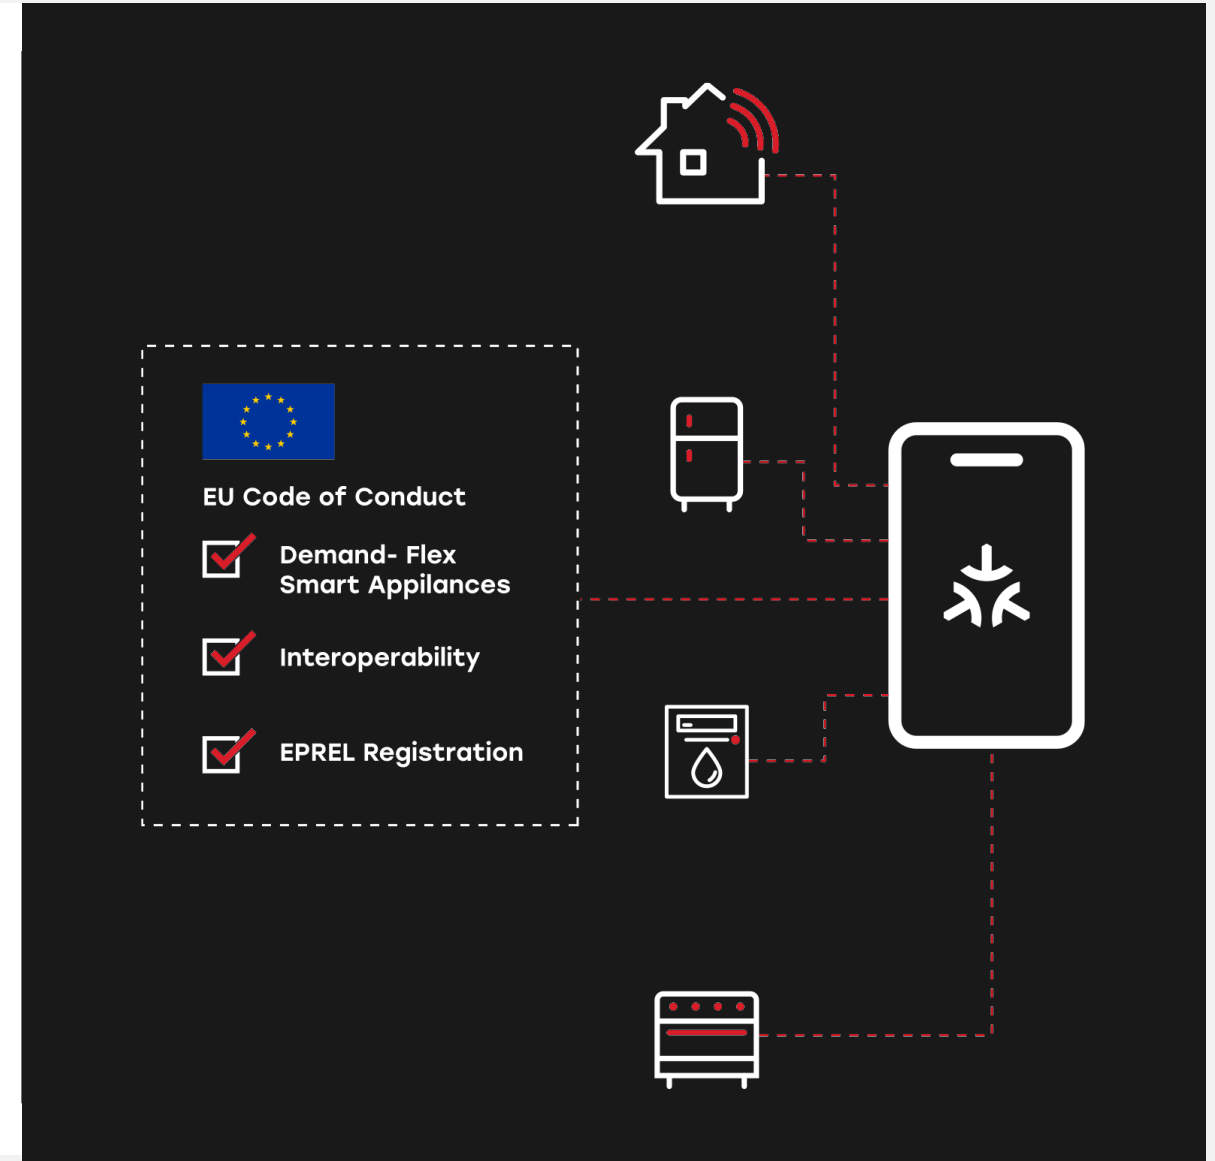 EU Code of Conduct
Demand- Flex
Smart Appilances
Interoperability
EPREL Registration